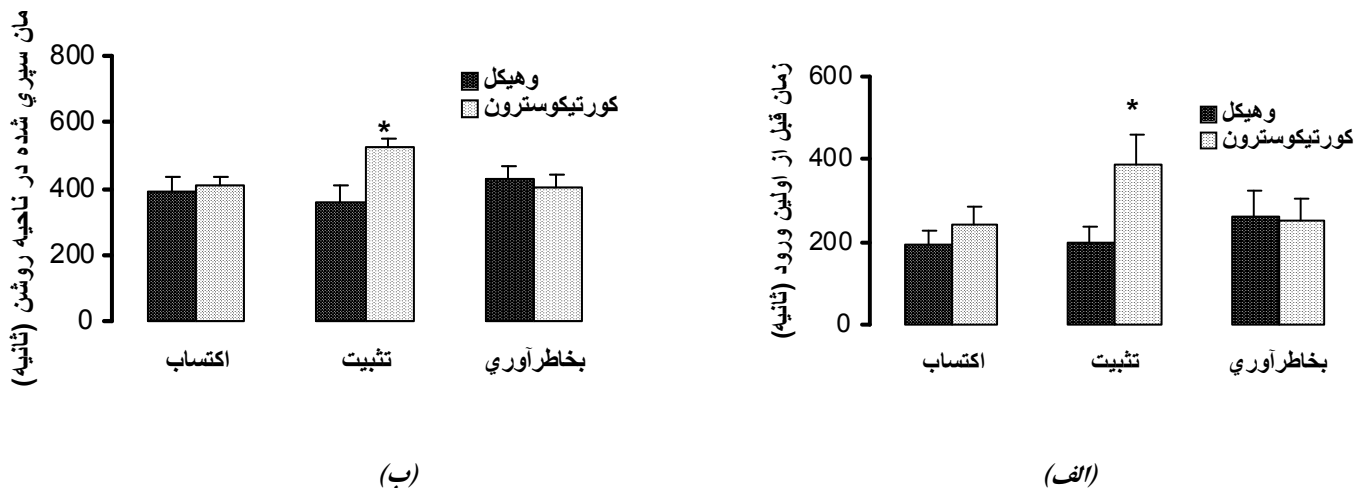 مان سپري شده در ناحيه روشن (ثانيه)
800
600
400
200
0
وهيكل
كورتيكوسترون
*
اكتساب
تثبيت
بخاطرآوري
(ب)
زمان قبل از اولين ورود (ثانيه)
600
400
200
0
وهيكل
كورتيكوسترون
*
اكتساب
تثبيت
بخاطرآوري
(الف)